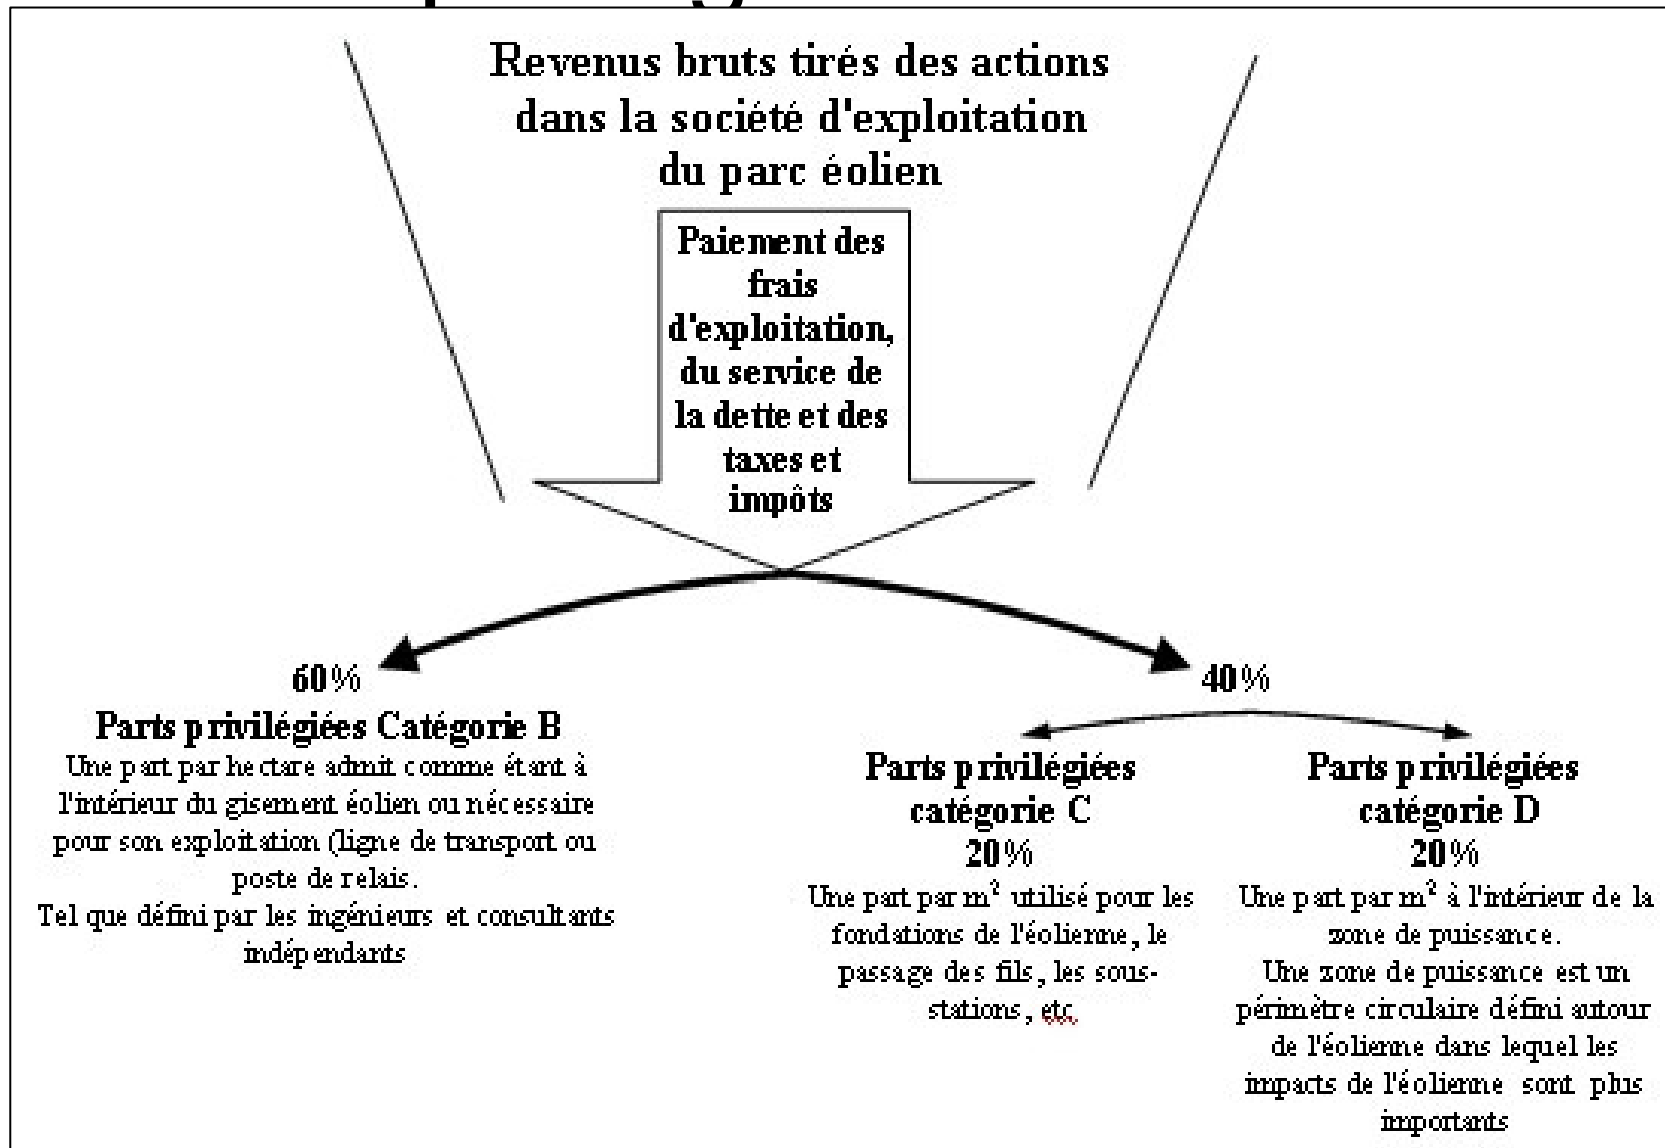 Revenus bruts tirés des actions
dans la société d'exploitation
du parc éolien
Paiement des
frais
d'exploitation,
du service de
la dette et des
taxes et
impôts
60%
Parts privilégiées Catégorie B
Une part par hectare admit comme étant à
l'intérieur du gisement éolien ou nécessaire
pour son exploitation (ligne de transport ou
poste de relais.
Tel que défini par les ingénieurs et consultants
indépendants
40%
Parts privilégiées
catégorie C
20%
Une part par m² utilisé pour les
fondations de l'éolienne, le
passage des fils, les sous-
stations, etc
Parts privilégiées
catégorie D
20%
Une part par m² à l'intérieur de la
zone de puissance.
Une zone de puissance est un
périmètre circulaire défini autour
de l'éolienne dans lequel les
impacts de l'éolienne sont plus
importants